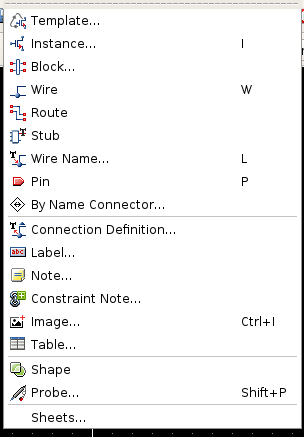 Template...
Instance... I
Block...
Wire W
Route
Stub
Wire Name... L
Pin P
By Name Connector...
Connection Definition...
abc Label...
Note...
Constraint Note...
Image... Ctrl+I
Table...
Shape
Probe... Shift+P
Sheets...